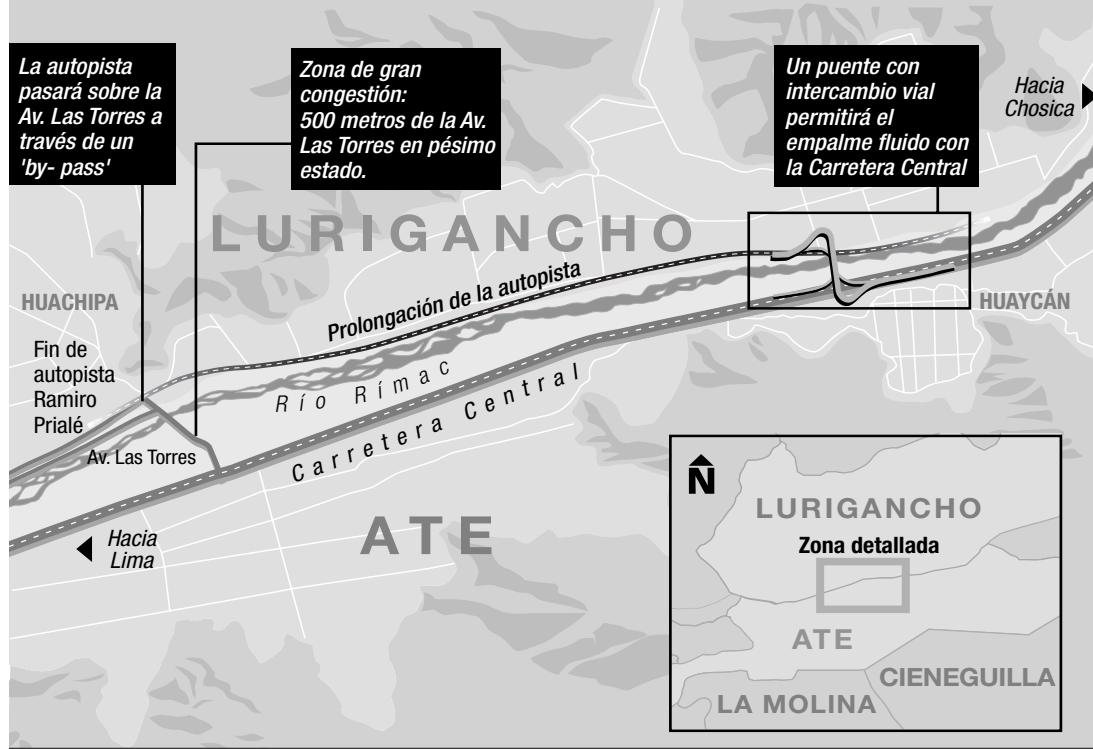 La autopista
pasará sobre la
Av. Las Torres a
través de un
'by- pass'
Zona de gran
congestión:
500 metros de la Av.
Las Torres en pésimo
estado.
Un puente con
intercambio vial
permitirá el
empalme fluido con
la Carretera Central
Hacia
Chosica
LURIGANCHO
HUACHIPA
Prolongación de la autopista
HUAYCÁN
Fin de
autopista
Ramiro
Prialé
Río Rímac
Carretera Central
Av. Las Torres
Hacia
Lima
ATE
N
LURIGANCHO
Zona detallada
ATE
CIENEGUILLA
LA MOLINA